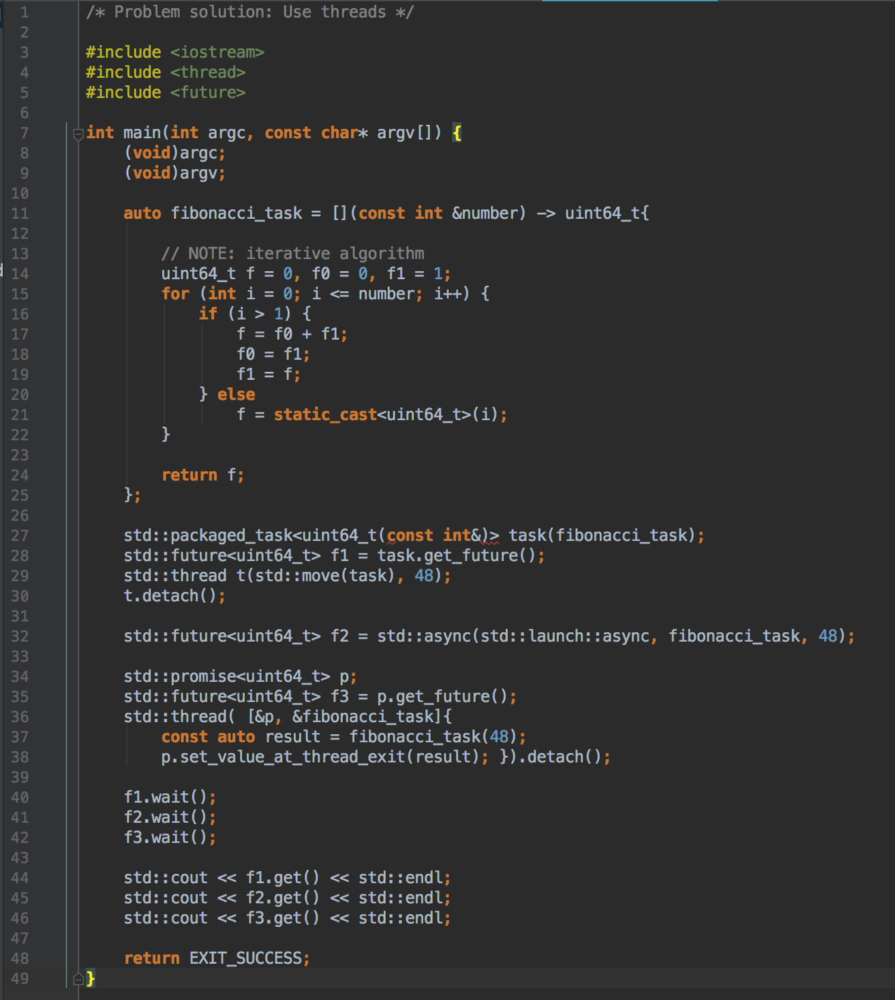 1 /* Problem solution: Use threads */
2
3 #include <iostream>
4 #include <thread>
5 #include <future>
6
7 int main(int argc, const char* argv[]) {
8     (void)argc;
9     (void)argv;
10
11     auto fibonacci_task = [](const int &number) -> uint64_t{
12
13         // NOTE: iterative algorithm
14         uint64_t f = 0, f0 = 0, f1 = 1;
15         for (int i = 0; i <= number; i++) {
16             if (i > 1) {
17                 f = f0 + f1;
18                 f0 = f1;
19                 f1 = f;
20             } else
21                 f = static_cast<uint64_t>(i);
22         }
23
24         return f;
25     };
26
27     std::packaged_task<uint64_t(const int&)> task(fibonacci_task);
28     std::future<uint64_t> f1 = task.get_future();
29     std::thread t(std::move(task), 48);
30     t.detach();
31
32     std::future<uint64_t> f2 = std::async(std::launch::async, fibonacci_task, 48);
33
34     std::promise<uint64_t> p;
35     std::future<uint64_t> f3 = p.get_future();
36     std::thread( [&p, &fibonacci_task]{
37         const auto result = fibonacci_task(48);
38         p.set_value_at_thread_exit(result); }).detach();
39
40     f1.wait();
41     f2.wait();
42     f3.wait();
43
44     std::cout << f1.get() << std::endl;
45     std::cout << f2.get() << std::endl;
46     std::cout << f3.get() << std::endl;
47
48     return EXIT_SUCCESS;
49 }